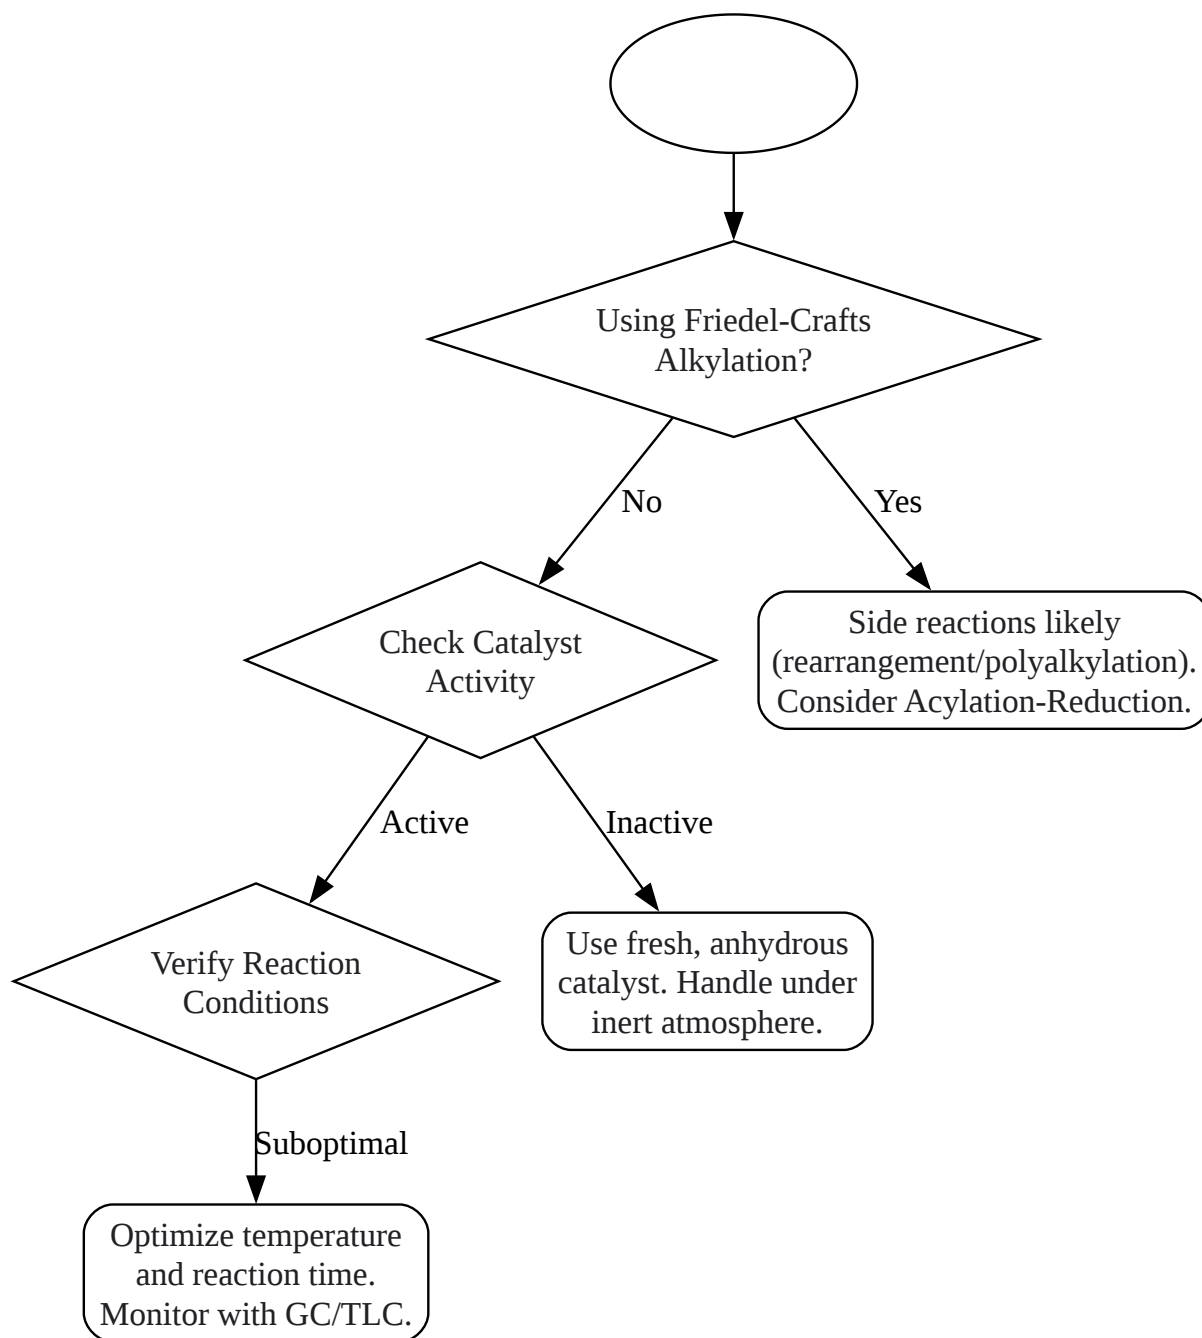 Using Friedel-Crafts
Alkylation?
No
Yes
Check Catalyst
Activity
Side reactions likely
(rearrangement/polyalkylation).
Consider Acylation-Reduction.
Active
Inactive
Verify Reaction
Conditions
Use fresh, anhydrous
catalyst. Handle under
inert atmosphere.
Suboptimal
Optimize temperature
and reaction time.
Monitor with GC/TLC.